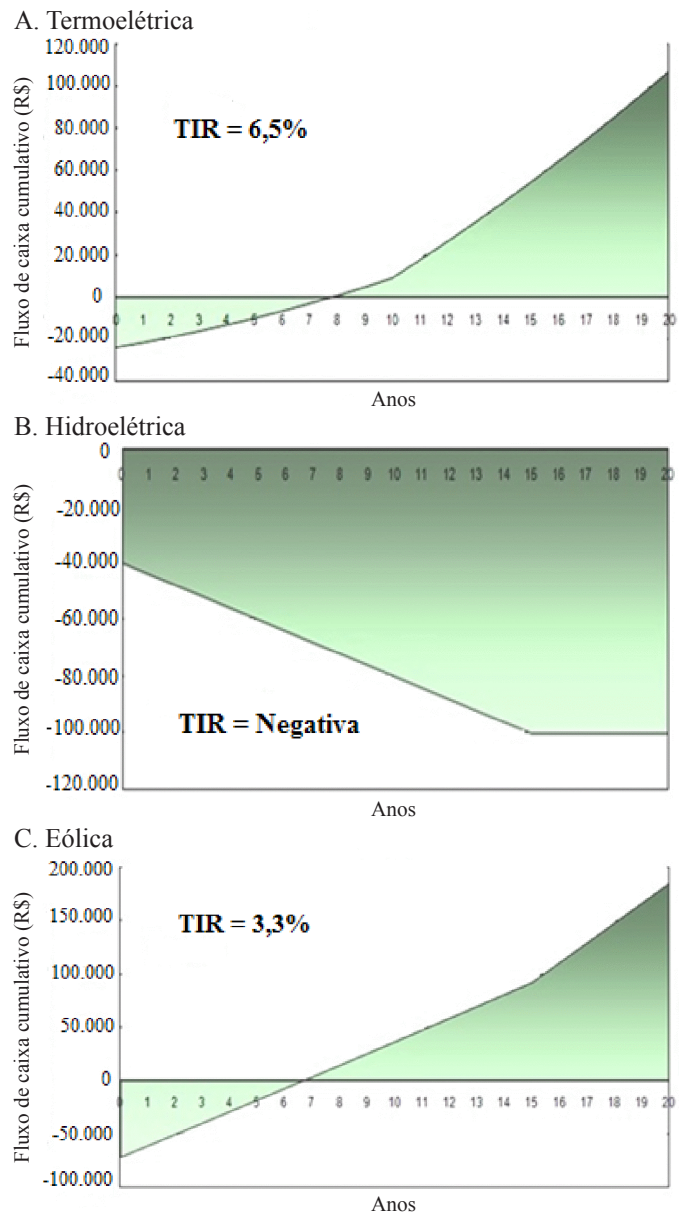 A. Termoelétrica
Fluxo de caixa cumulativo (R$)
120.000
100.000
80.000
60.000
40.000
20.000
0
-20.000
-40.000
TIR = 6,5%
0 1 2 3 4 5 6 7 8 9 10 11 12 13 14 15 16 17 18 19 20
Anos
B. Hidroelétrica
Fluxo de caixa cumulativo (R$)
0
-20.000
-40.000
-60.000
-80.000
-100.000
-120.000
0 1 2 3 4 5 6 7 8 9 10 11 12 13 14 15 16 17 18 19 20
TIR = Negativa
Anos
C. Eólica
Fluxo de caixa cumulativo (R$)
200.000
150.000
100.000
50.000
0
-50.000
-100.000
TIR = 3,3%
0 1 2 3 4 5 6 7 8 9 10 11 12 13 14 15 16 17 18 19 20
Anos